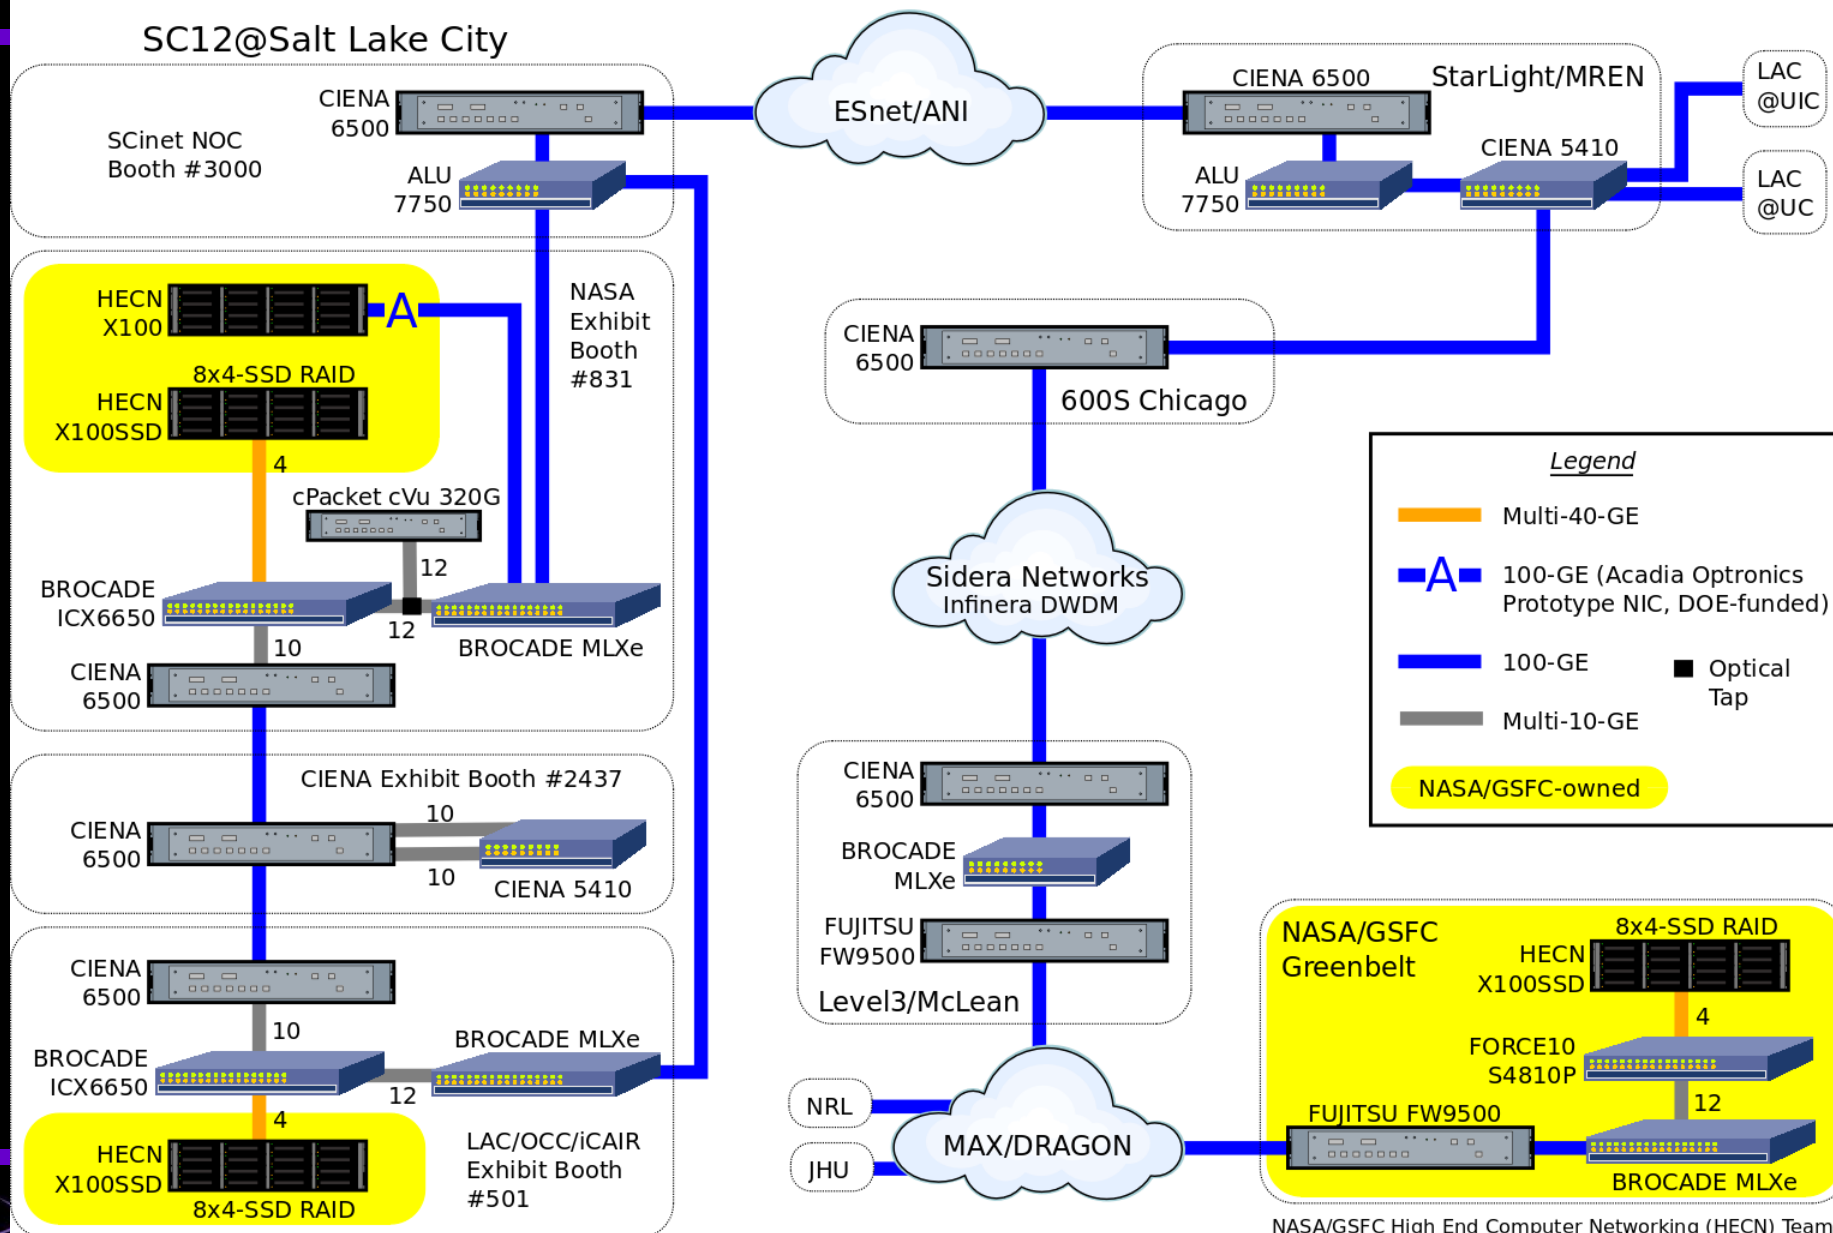 SC12@Salt Lake City
SCinet NOC
Booth #3000
CIENA
6500
ALU
7750
ESnet/ANI
CIENA 6500
StarLight/MREN
CIENA 5410
ALU
7750
LAC
@UIC
LAC
@UC
HECN
X100
A
NASA
Exhibit
Booth
#831
8x4-SSD RAID
HECN
X100SSD
4
cPacket cVu 320G
12
BROCADE
ICX6650
12
BROCADE MLXe
10
CIENA
6500
CIENA Exhibit Booth #2437
CIENA
6500
10
10
CIENA 5410
CIENA
6500
10
BROCADE
ICX6650
12
BROCADE MLXe
4
HECN
X100SSD
8x4-SSD RAID
LAC/OCC/iCAIR
Exhibit Booth
#501
CIENA
6500
600S Chicago
Sidera Networks
Infinera DWDM
CIENA
6500
BROCADE
MLXe
FUJITSU
FW9500
Level3/McLean
NRL
JHU
MAX/DRAGON
Legend
Multi-40-GE
A
100-GE (Acadia Optronics
Prototype NIC, DOE-funded)
100-GE
Optical
Tap
Multi-10-GE
NASA/GSFC-owned
NASA/GSFC
Greenbelt
8x4-SSD RAID
HECN
X100SSD
4
FORCE10
S4810P
12
FUJITSU FW9500
BROCADE MLXe
NASA/GSFC High End Computer Networking (HECN) Team